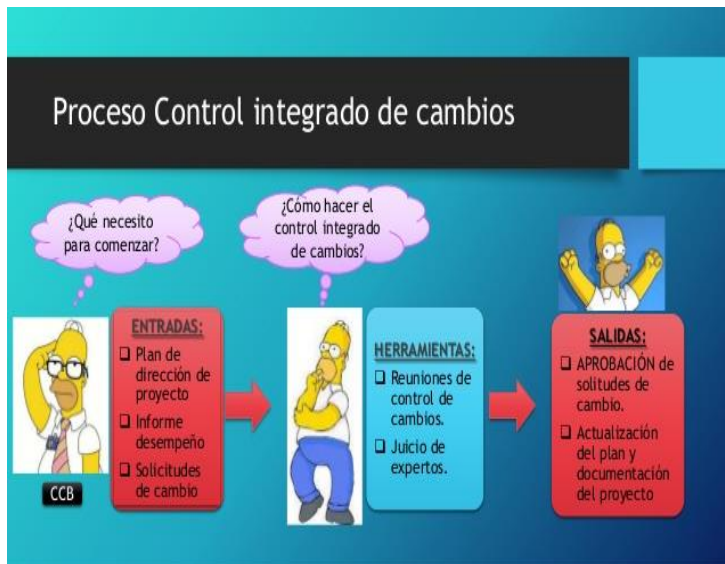 Proceso Control integrado de cambios
¿Qué necesito
para comenzar?
¿Cómo hacer el
control integrado
de cambios?
ENTRADAS:
Plan de
dirección de
proyecto
Informe
desempeño
Solicitudes
de cambio
CCB
HERRAMIENTAS:
Reuniones de
control de
cambios.
Juicio de
expertos.
SALIDAS:
APROBACIÓN de
solitudes de
cambio.
Actualización
del plan y
documentación
del proyecto